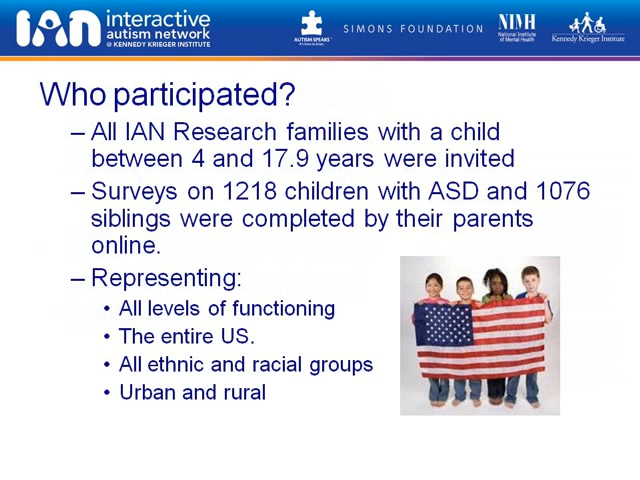 IAN interactive
autism network
@ KENNEDY KRIEGER INSTITUTE
AUTISM SPEAKS
SIMONS FOUNDATION
NIMH
National Institute
of Mental Health
Kennedy Krieger Institute
Who participated?
– All IAN Research families with a child
between 4 and 17.9 years were invited
– Surveys on 1218 children with ASD and 1076
siblings were completed by their parents
online.
– Representing:
• All levels of functioning
• The entire US.
• All ethnic and racial groups
• Urban and rural